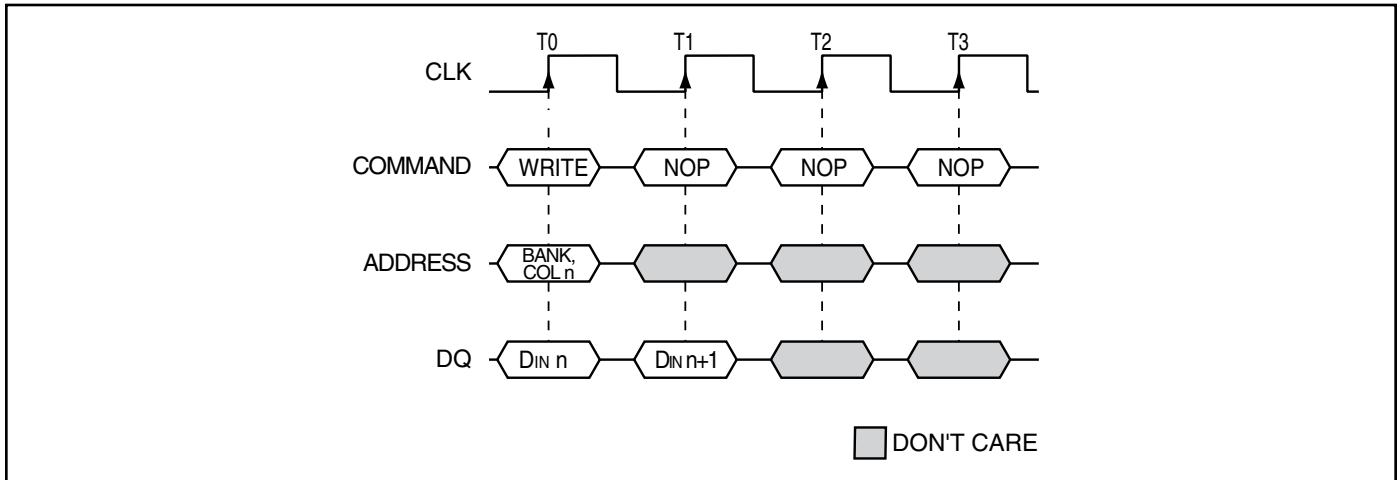 T0 T1 T2 T3
CLK
COMMAND WRITE NOP NOP NOP
ADDRESS BANK,
COL n
DQ DIN n DIN n+1
DON'T CARE